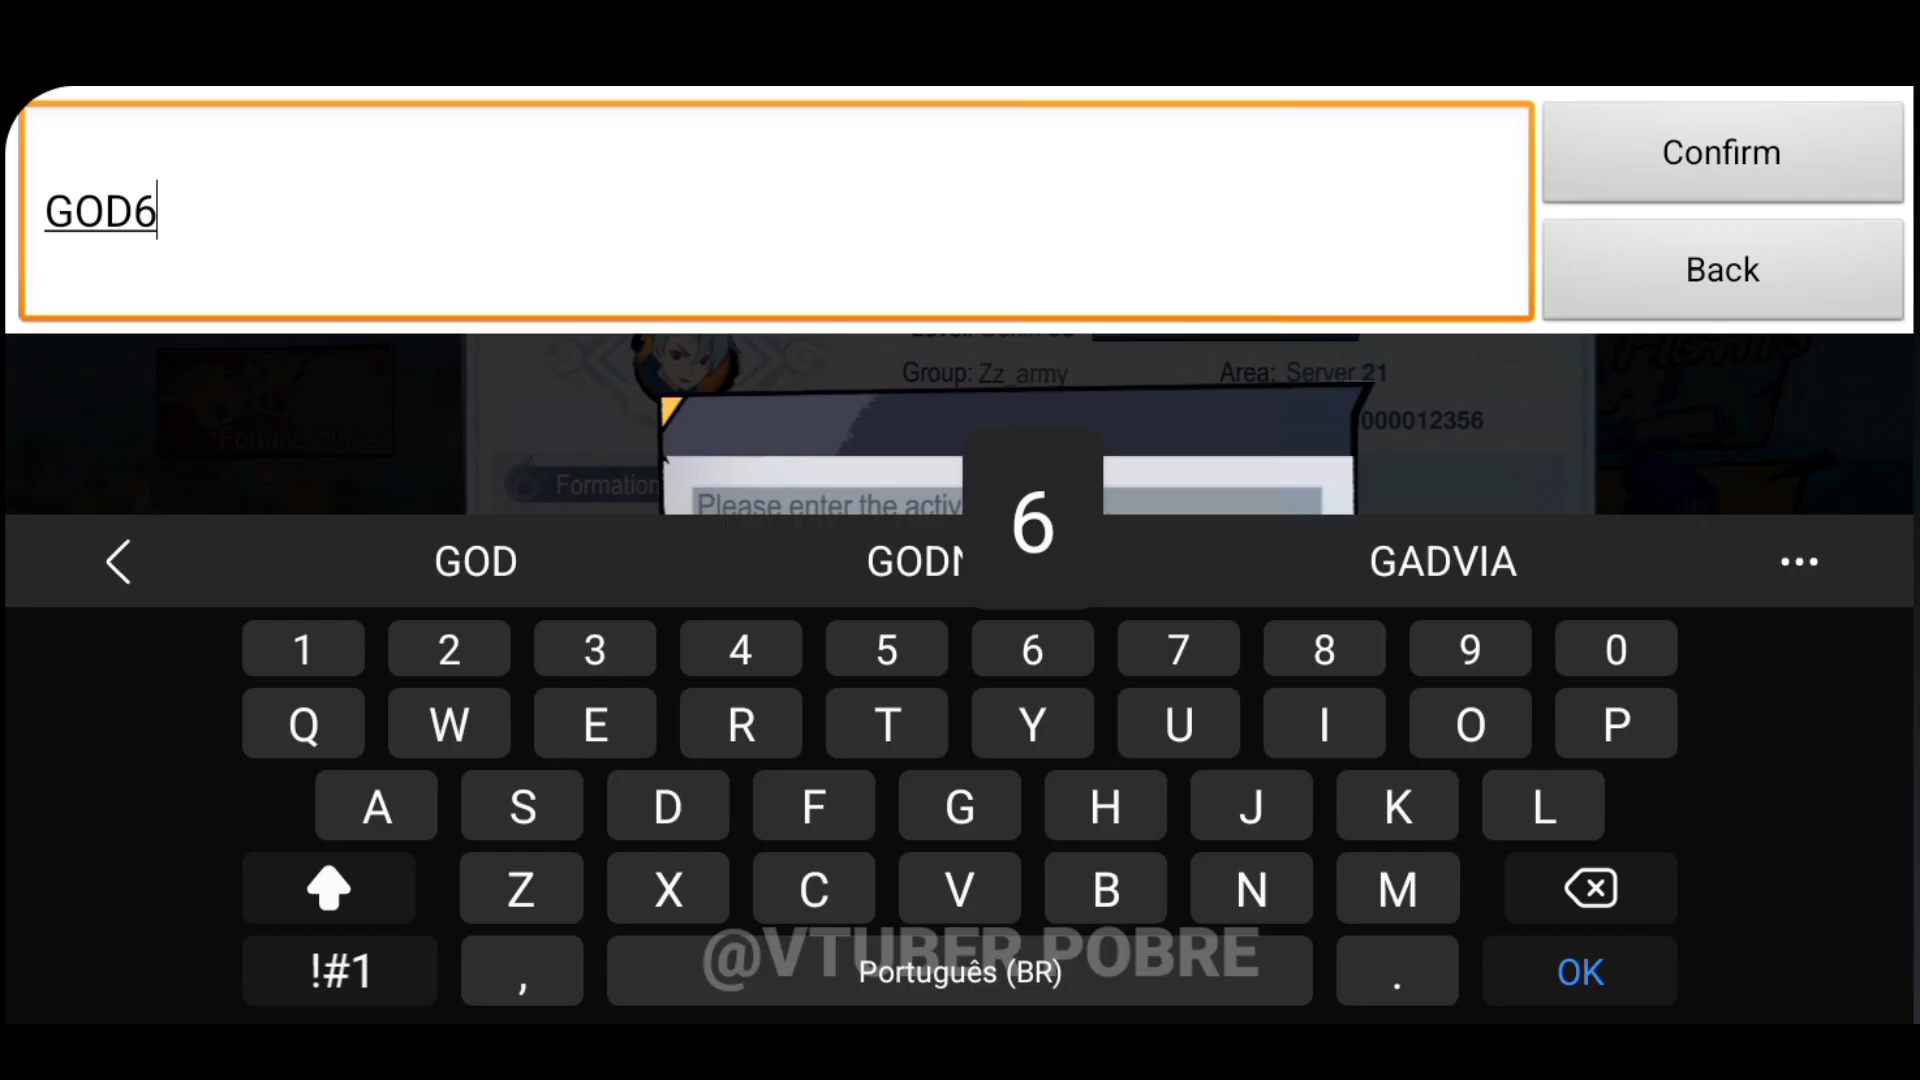 GOD6
Confirm
Back
Group: Zz_army
Area: Server 21
000012356
Formation
Please enter the activ
6
GOD
GADVIA
...
1 2 3 4 5 6 7 8 9 0
Q W E R T Y U I O P
A S D F G H J K L
Z X C V B N M
@VTUBER POBRE
!#1 , Português (BR) . OK